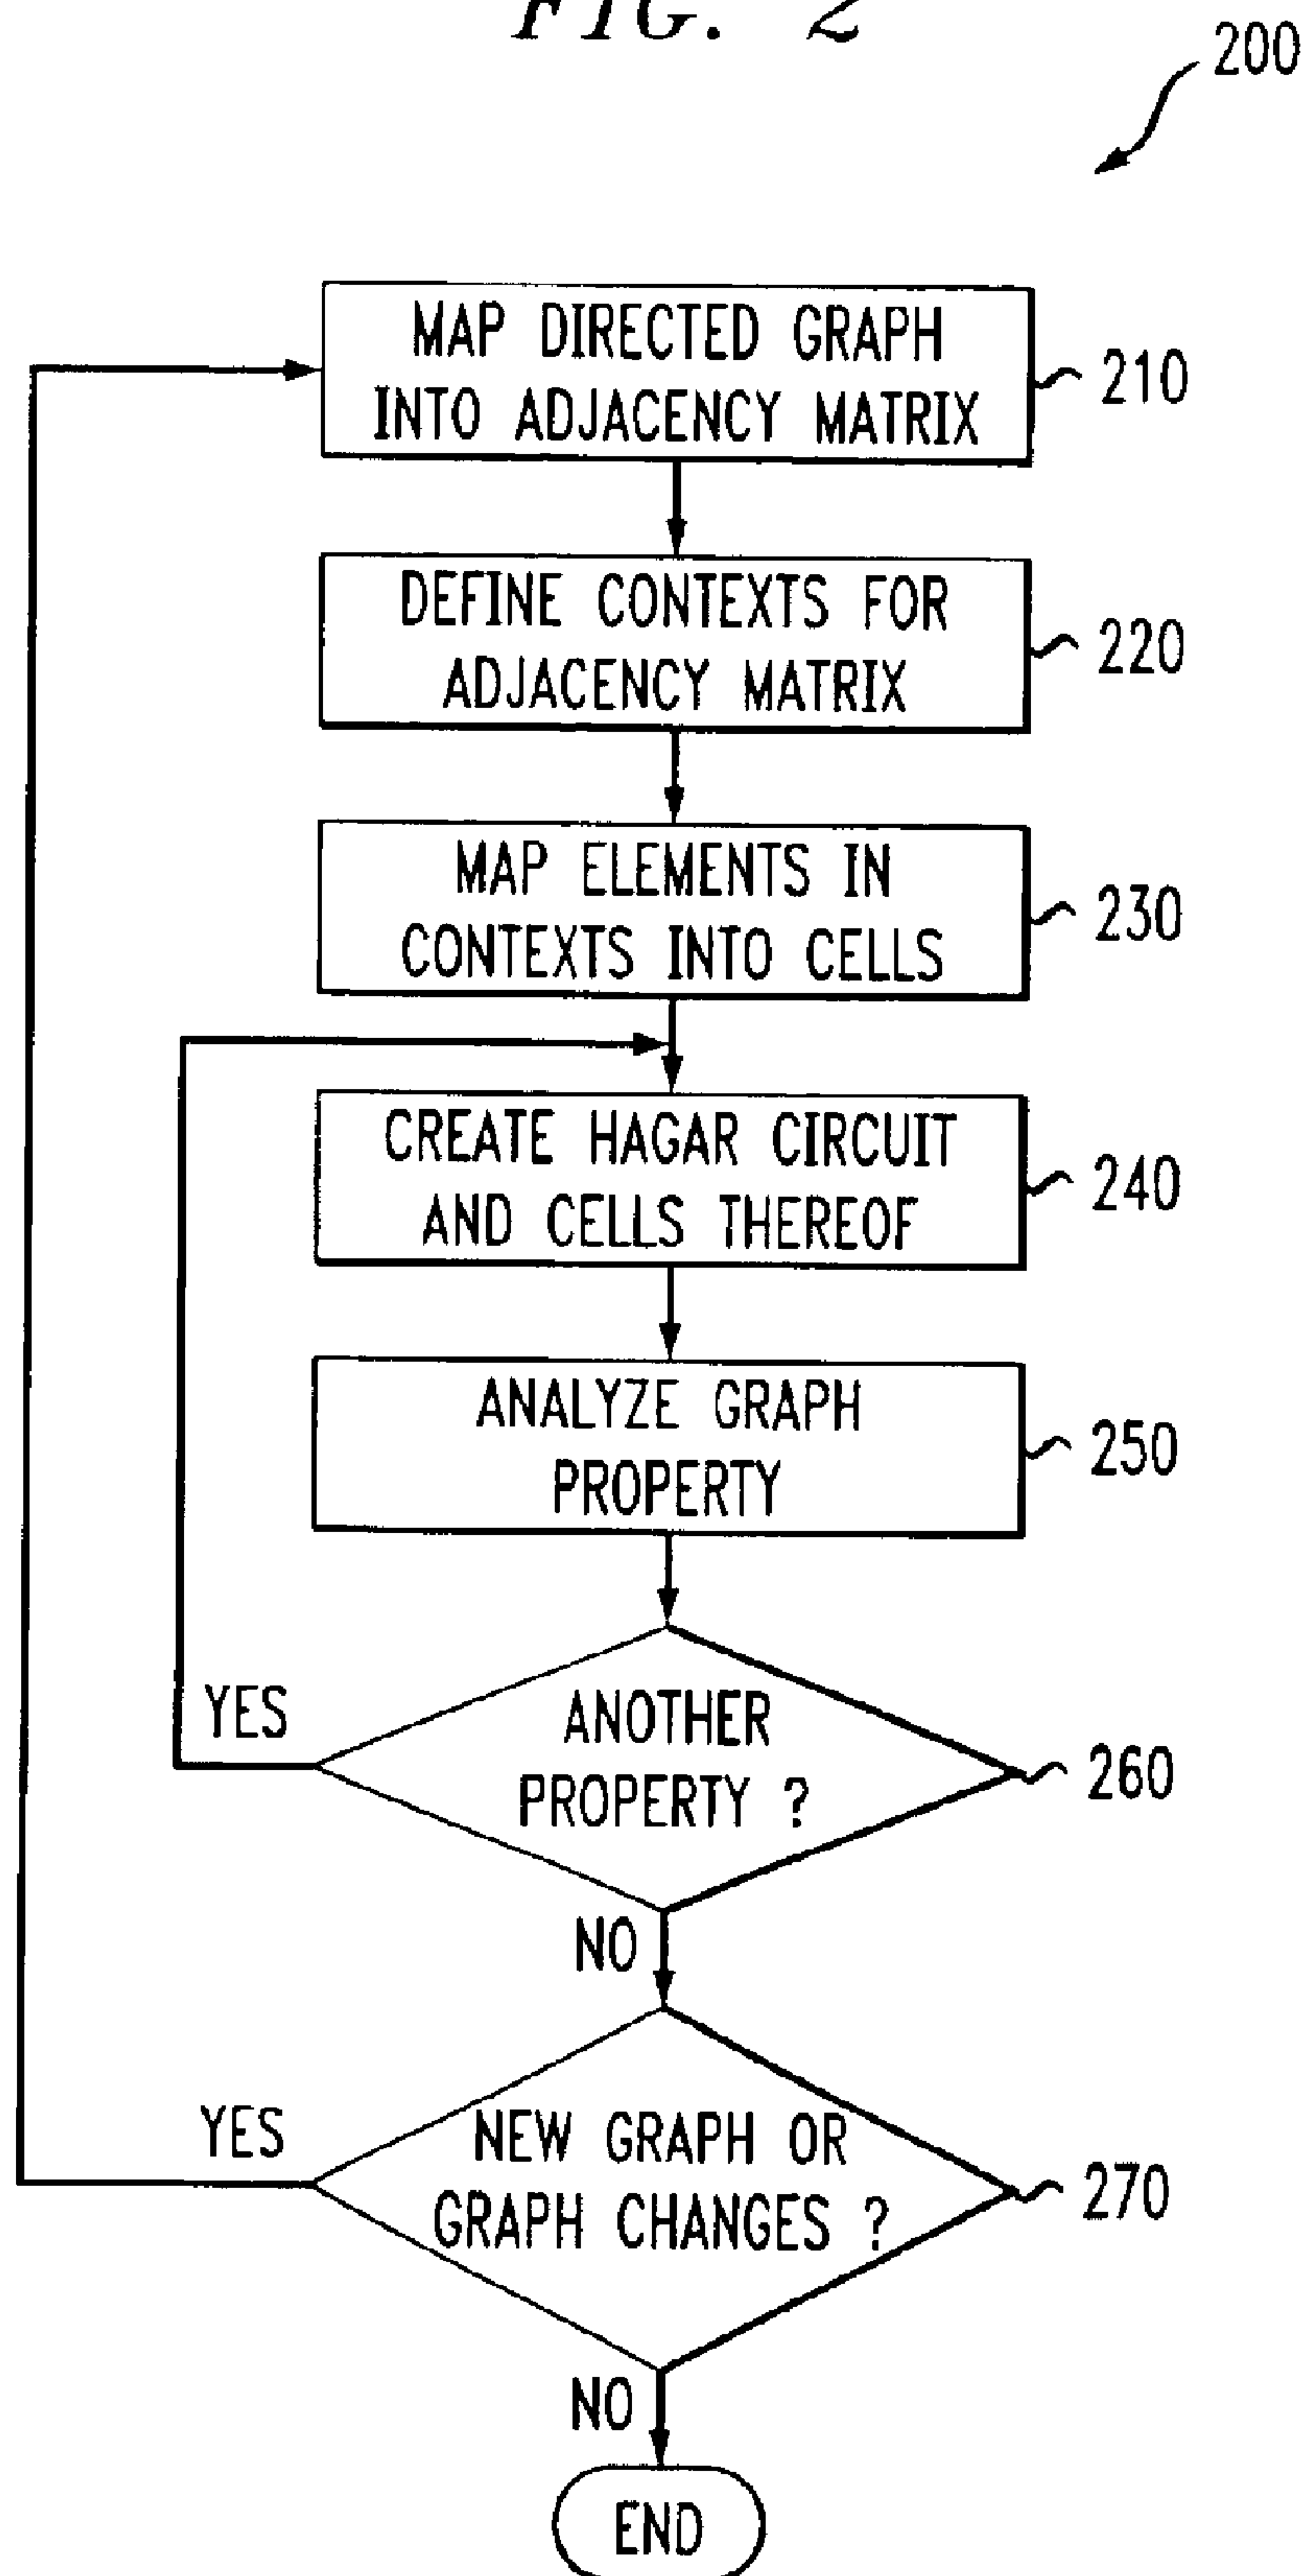 FIG. 2
200
MAP DIRECTED GRAPH
INTO ADJACENCY MATRIX
210
DEFINE CONTEXTS FOR
ADJACENCY MATRIX
220
MAP ELEMENTS IN
CONTEXTS INTO CELLS
230
CREATE HAGAR CIRCUIT
AND CELLS THEREOF
240
ANALYZE GRAPH
PROPERTY
250
YES
ANOTHER
PROPERTY ?
260
NO
YES
NEW GRAPH OR
GRAPH CHANGES ?
270
NO
END